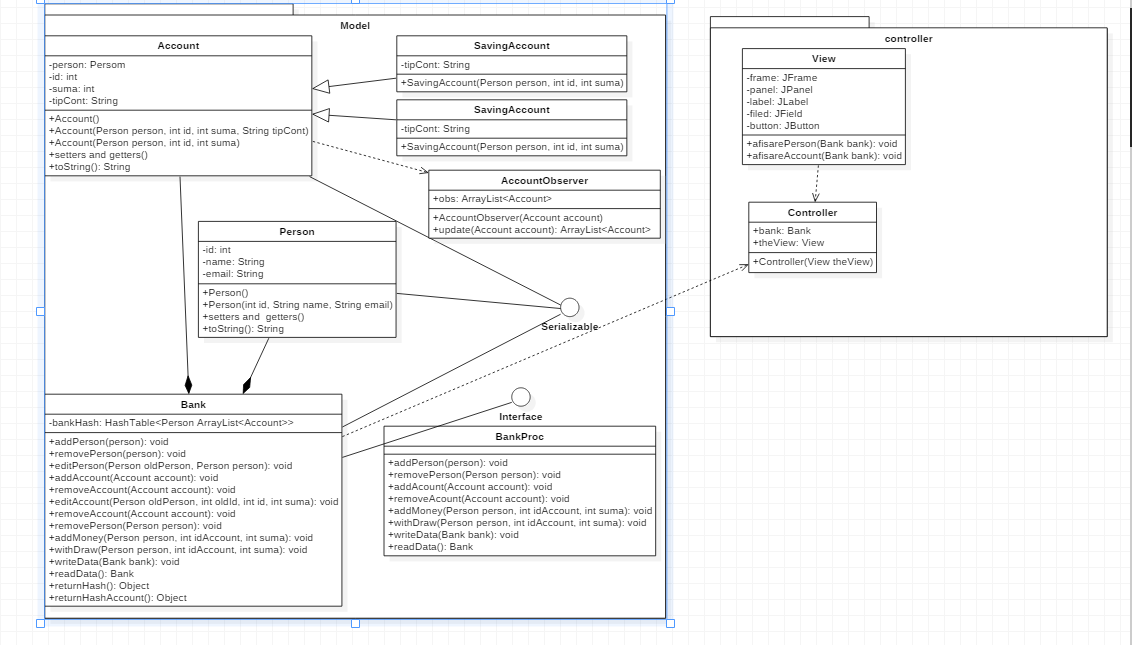 Model
Account
-person: Persom
-id: int
-suma: int
-tipCont: String
+Account()
+Account(Person person, int id, int suma, String tipCont)
+Account(Person person, int id, int suma)
+setters and getters()
+toString(): String
SavingAccount
-tipCont: String
+SavingAccount(Person person, int id, int suma)
SavingAccount
-tipCont: String
+SavingAccount(Person person, int id, int suma)
AccountObserver
+obs: ArrayList<Account>
+AccountObserver(Account account)
+update(Account account): ArrayList<Account>
Person
-id: int
-name: String
-email: String
+Person()
+Person(int id, String name, String email)
+setters and  getters()
+toString(): String
Serializable
Bank
-bankHash: HashTable<Person ArrayList<Account>>
+addPerson(person): void
+removePerson(person): void
+editPerson(Person oldPerson, Person person): void
+addAccount(Account account): void
+removeAccount(Account account): void
+editAccount(Person oldPerson, int oldId, int id, int suma): void
+removeAccount(Account account): void
+removePerson(Person person): void
+addMoney(Person person, int idAccount, int suma): void
+withDraw(Person person, int idAccount, int suma): void
+writeData(Bank bank): void
+readData(): Bank
+returnHash(): Object
+returnHashAccount(): Object
Interface
BankProc
+addPerson(person): void
+removePerson(Person person): void
+addAcount(Account account): void
+removeAcount(Account account): void
+addMoney(Person person, int idAccount, int suma): void
+withDraw(Person person, int idAccount, int suma): void
+writeData(Bank bank): void
+readData(): Bank
controller
View
-frame: JFrame
-panel: JPanel
-label: JLabel
-filed: JField
-button: JButton
+afisarePerson(Bank bank): void
+afisareAccount(Bank bank): void
Controller
+bank: Bank
+theView: View
+Controller(View theView)